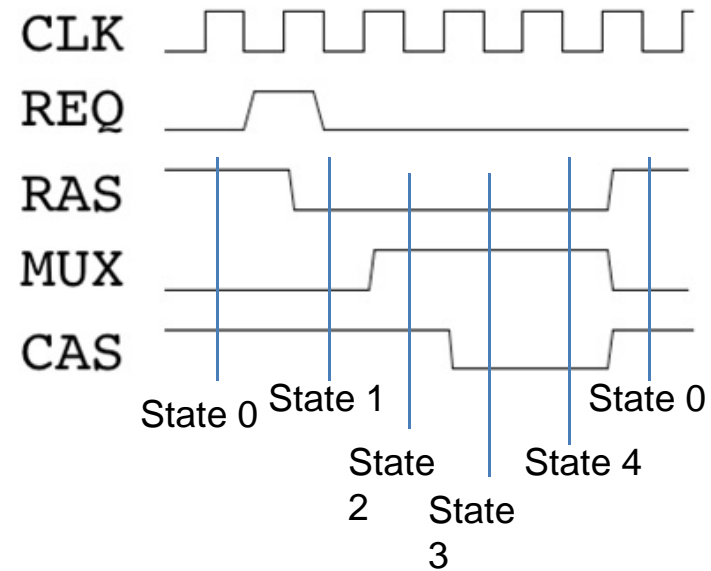 CLK
REQ
RAS
MUX
CAS
State 0
State 1
State
2
State
3
State 4
State 0